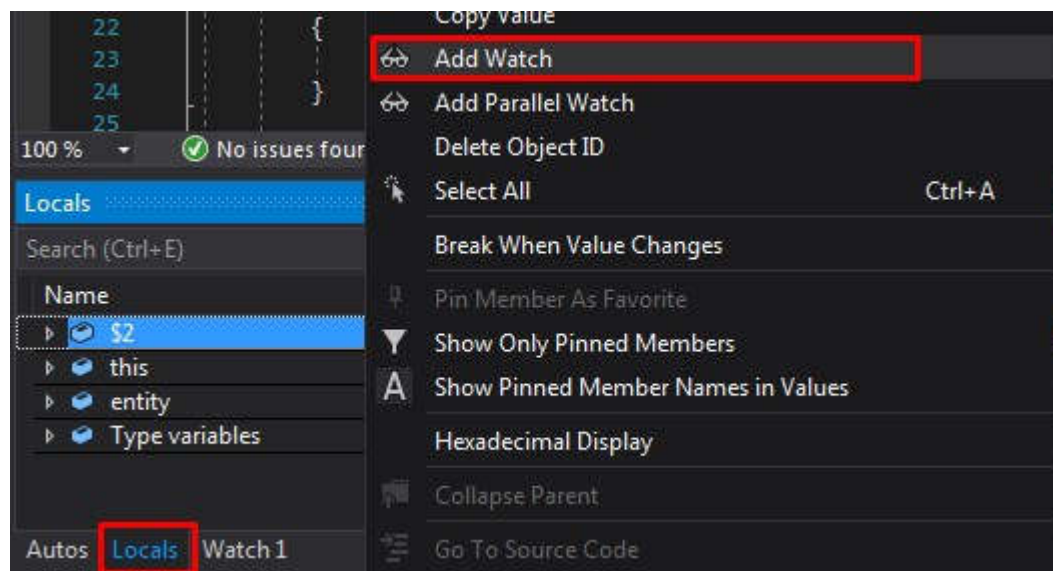 22 {
23
24 }
25
100 % No issues four
Locals
Search (Ctrl+E)
Name
$2
this
entity
Type variables
Autos Locals Watch 1
Copy Value
Add Watch
Add Parallel Watch
Delete Object ID
Select All Ctrl+A
Break When Value Changes
Pin Member As Favorite
Show Only Pinned Members
A Show Pinned Member Names in Values
Hexadecimal Display
Collapse Parent
Go To Source Code